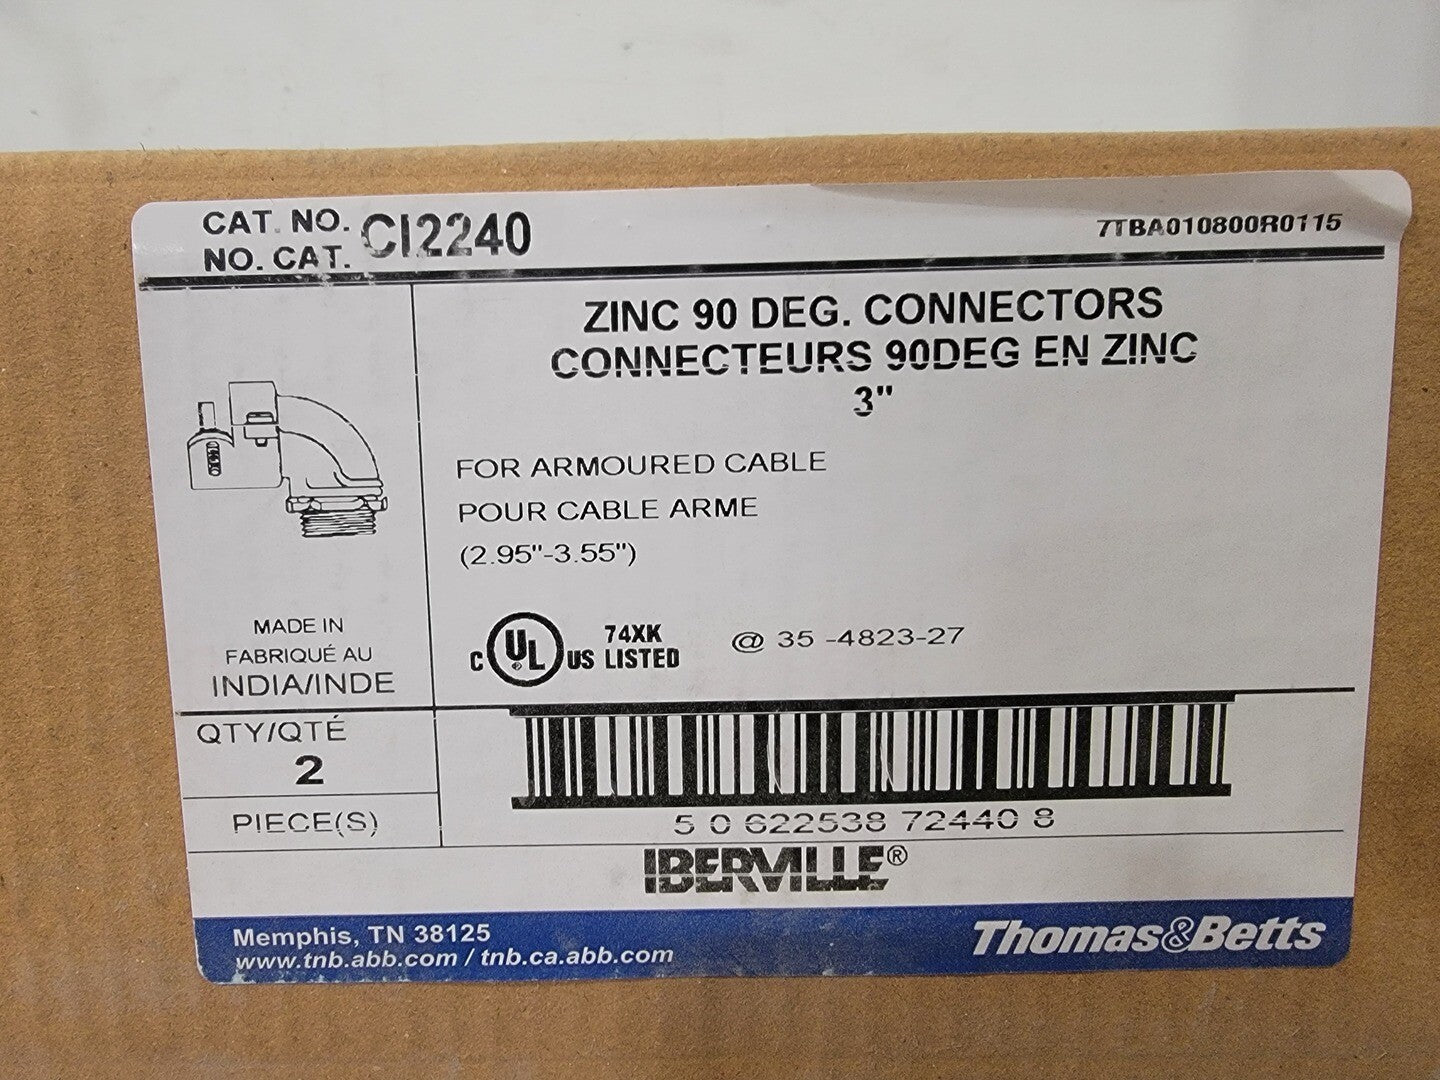 CAT. NO.
NO. CAT. CI2240
7TBA010800R0115
ZINC 90 DEG. CONNECTORS
CONNECTEURS 90DEG EN ZINC
3"
FOR ARMOURED CABLE
POUR CABLE ARME
(2.95"-3.55")
MADE IN
FABRIQUÉ AU
INDIA/INDE
C UL ® US 74XK LISTED
@ 35 -4823-27
QTY/QTÉ
2
PIECE(S)
5 0 622538 72440 8
IBERVILLE®
Memphis, TN 38125
www.tnb.abb.com / tnb.ca.abb.com
Thomas&Betts